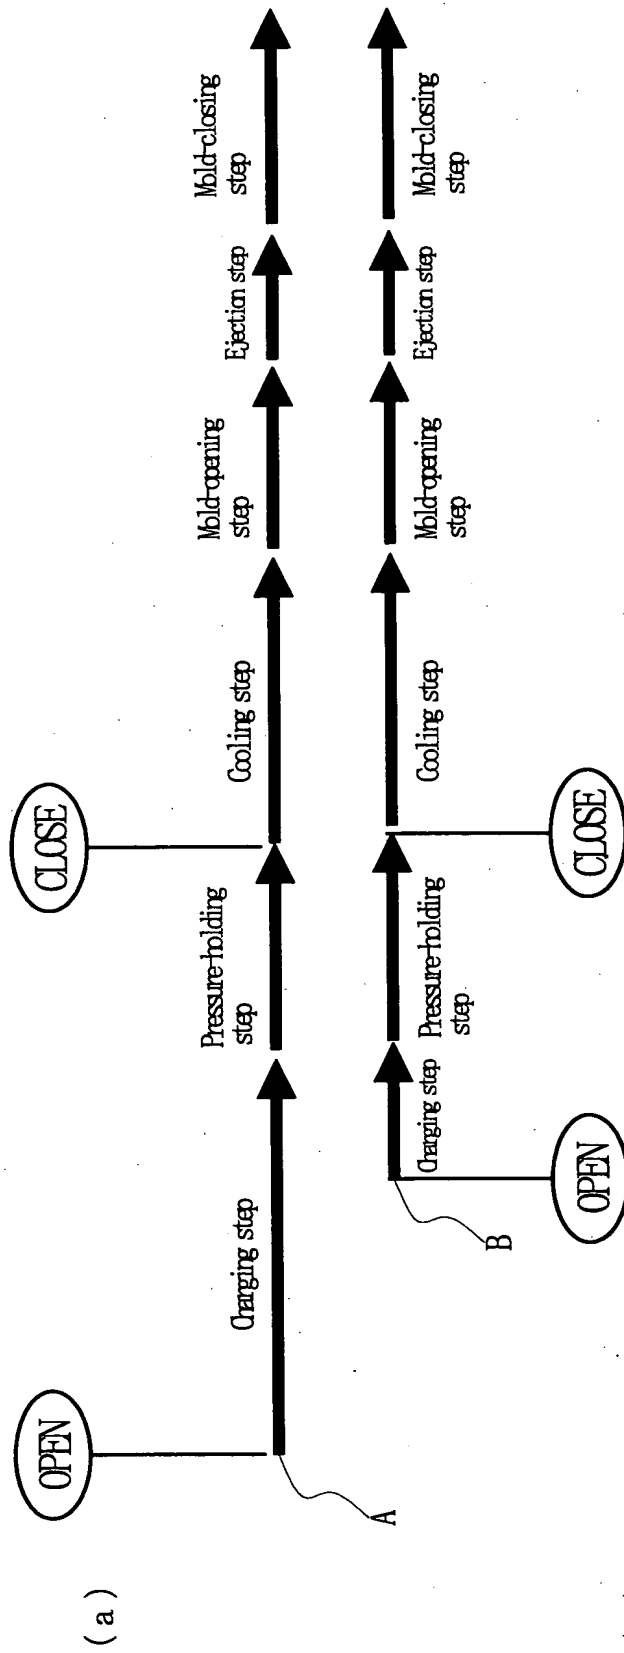 (a)
OPEN
CLOSE
Charging step
Pressure-holding
step
Cooling step
Mold-opening
step
Ejection step
Mold-closing
step
A
B
Charging step
Pressure-holding
step
Cooling step
Mold-opening
step
Ejection step
Mold-closing
step
OPEN
CLOSE